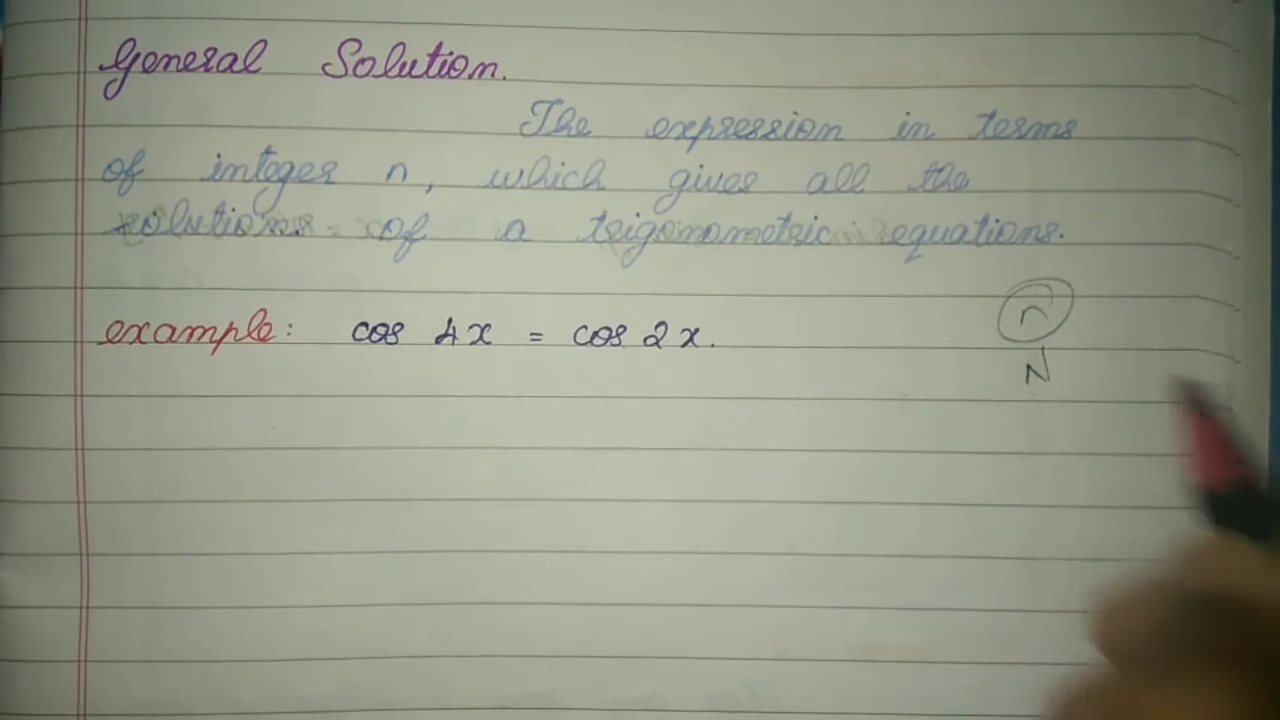 General Solution.
The expression in terms
of integer n, which gives all the
solutions of a trigonometric equations.
example: cos 4x = cos 2x.
n
N